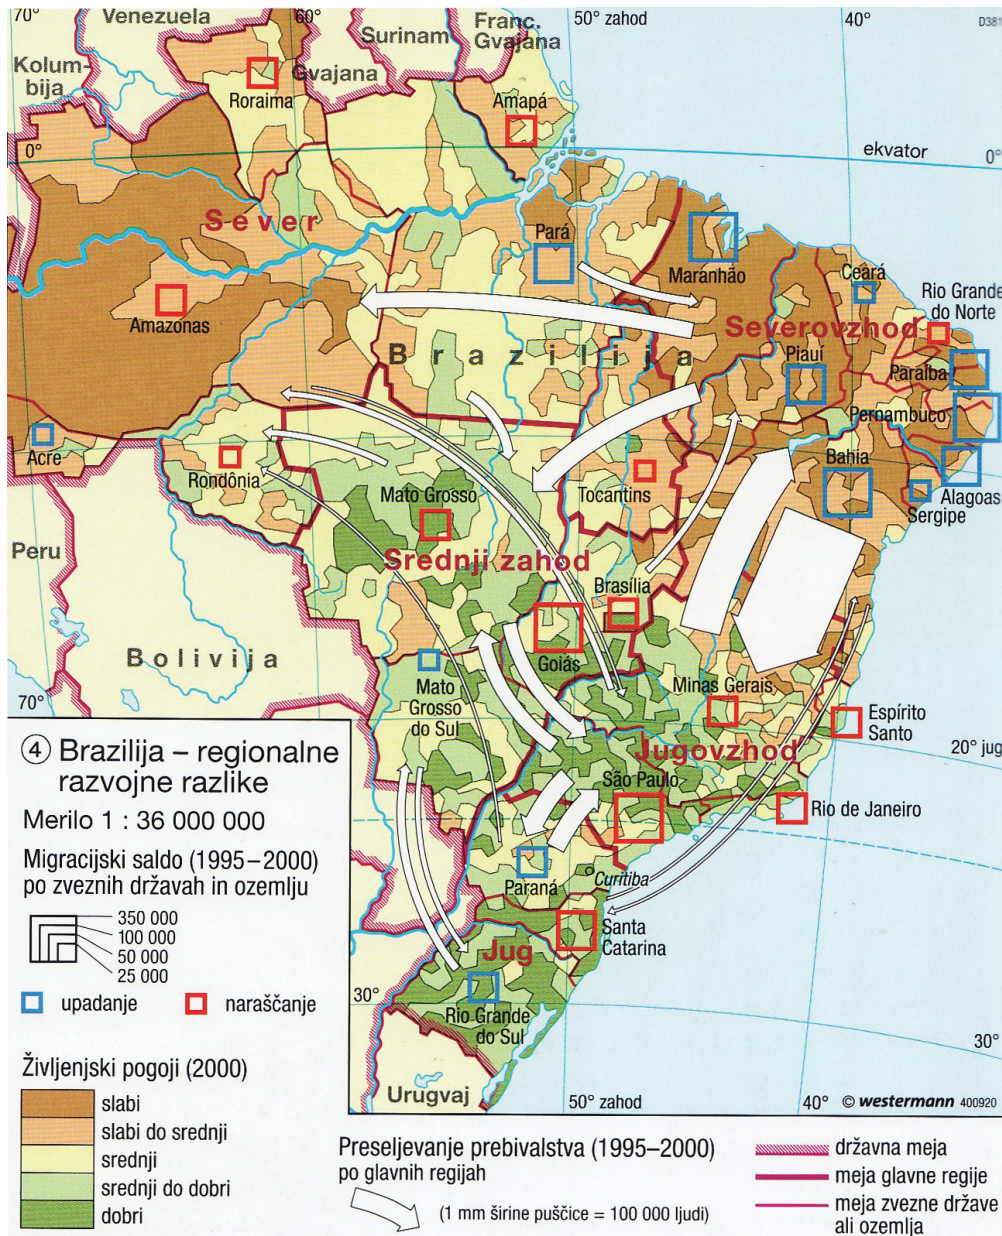 70°
Venezuela
60°
Surinam
Franc.
Gvajana
50° zahod
40°
D381
Kolum-
bija
Gvajana
Roraima
Amapá
0°
ekvator
0°
Sever
Pará
Maranhão
Ceará
Rio Grande
do Norte
Amazonas
Severovzhod
Brazilija
Piauí
Paraíba
Pernambuco
Acre
Rondônia
Bahia
Alagoas
Sergipe
Tocantins
Mato Grosso
Peru
Srednji zahod
Brasília
Bolivija
Goiás
Mato
Grosso
do Sul
Minas Gerais
Espírito
Santo
70°
20° jug
Jugovzhod
São Paulo
Rio de Janeiro
Paraná
Curitiba
Santa
Catarina
Jug
Rio Grande
do Sul
30°
30°
Urugvaj
50° zahod
40°
© westermann 400920
4 Brazilija – regionalne
razvojne razlike
Merilo 1 : 36 000 000
Migracijski saldo (1995–2000)
po zveznih državah in ozemlju
350 000
100 000
50 000
25 000
upadanje
naraščanje
Življenjski pogoji (2000)
slabi
slabi do srednji
srednji
srednji do dobri
dobri
Preseljevanje prebivalstva (1995–2000)
po glavnih regijah
(1 mm širine puščice = 100 000 ljudi)
državna meja
meja glavne regije
meja zvezne države
ali ozemlja